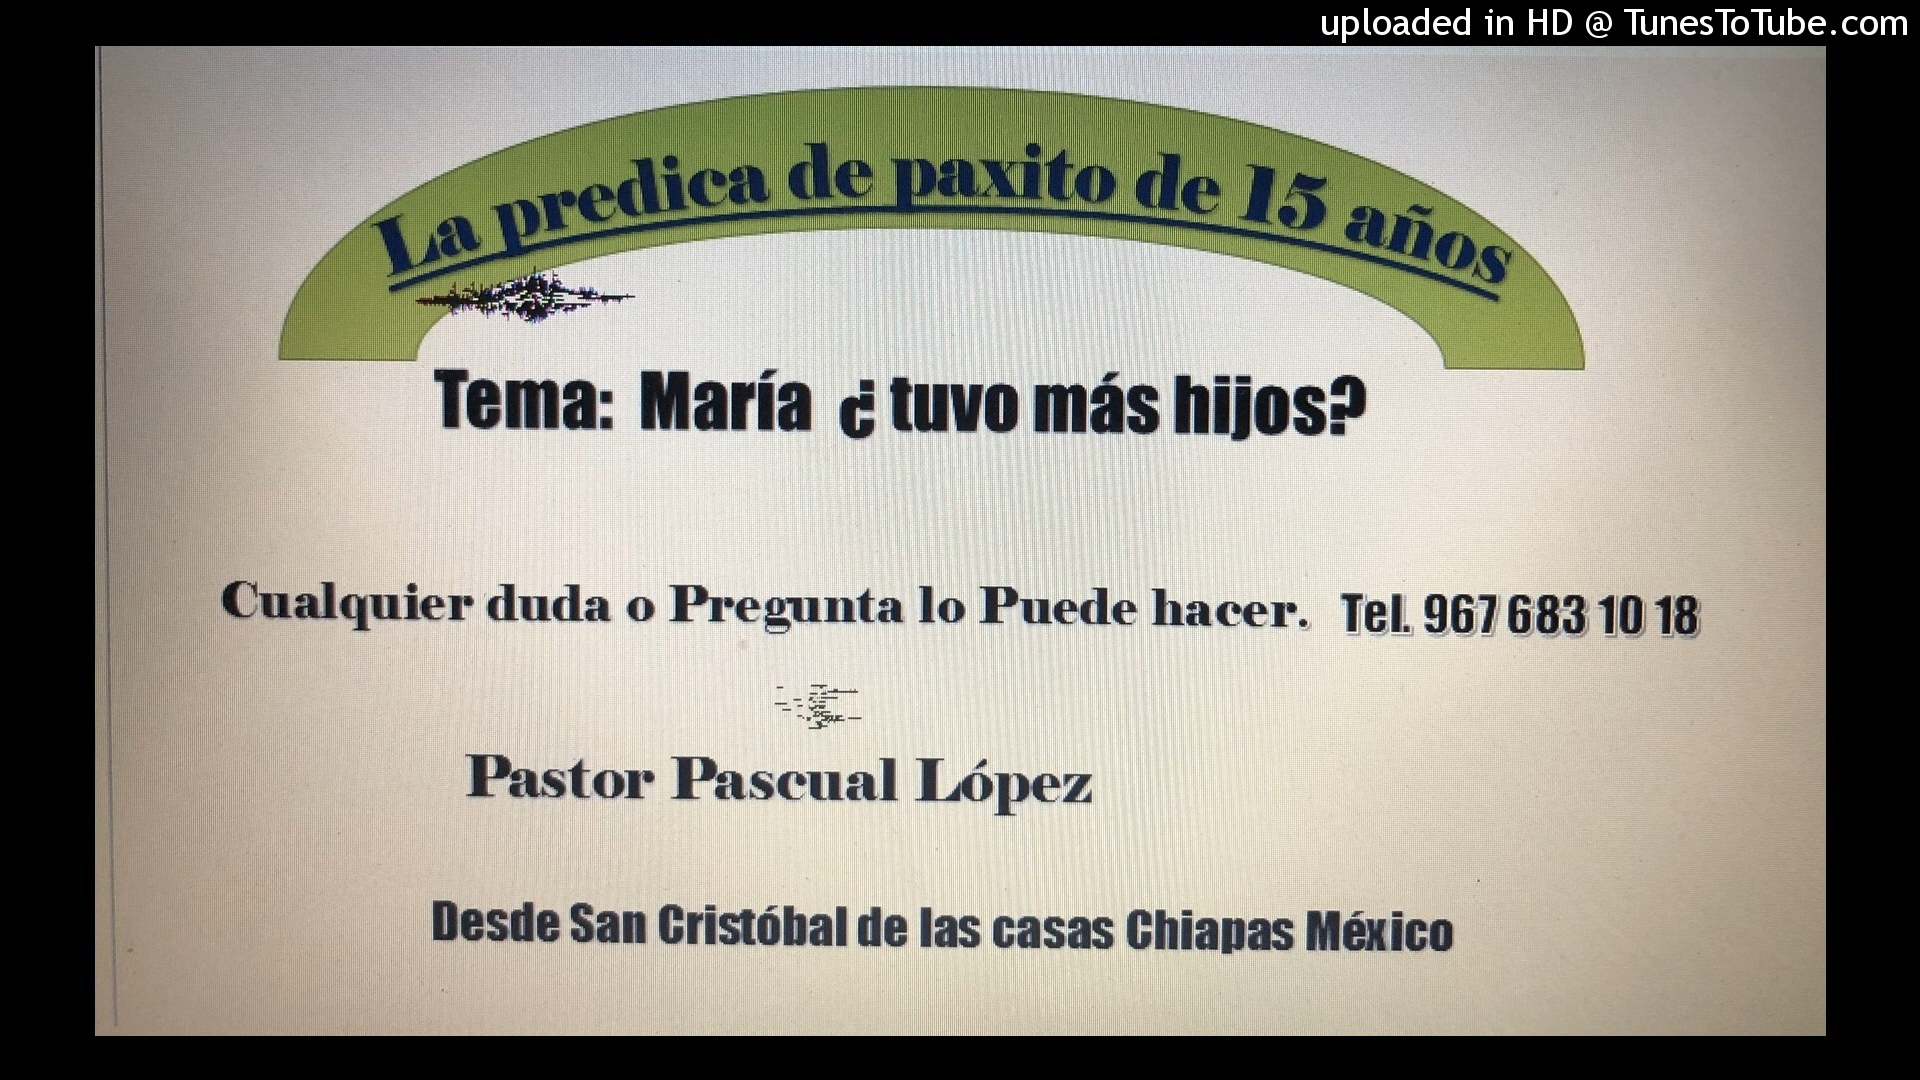 uploaded in HD @ TunesToTube.com
La predica de paxito de 15 años
Tema: María ¿ tuvo más hijos?
Cualquier duda o Pregunta lo Puede hacer. Tel. 967 683 10 18
Pastor Pascual López
Desde San Cristóbal de las casas Chiapas México